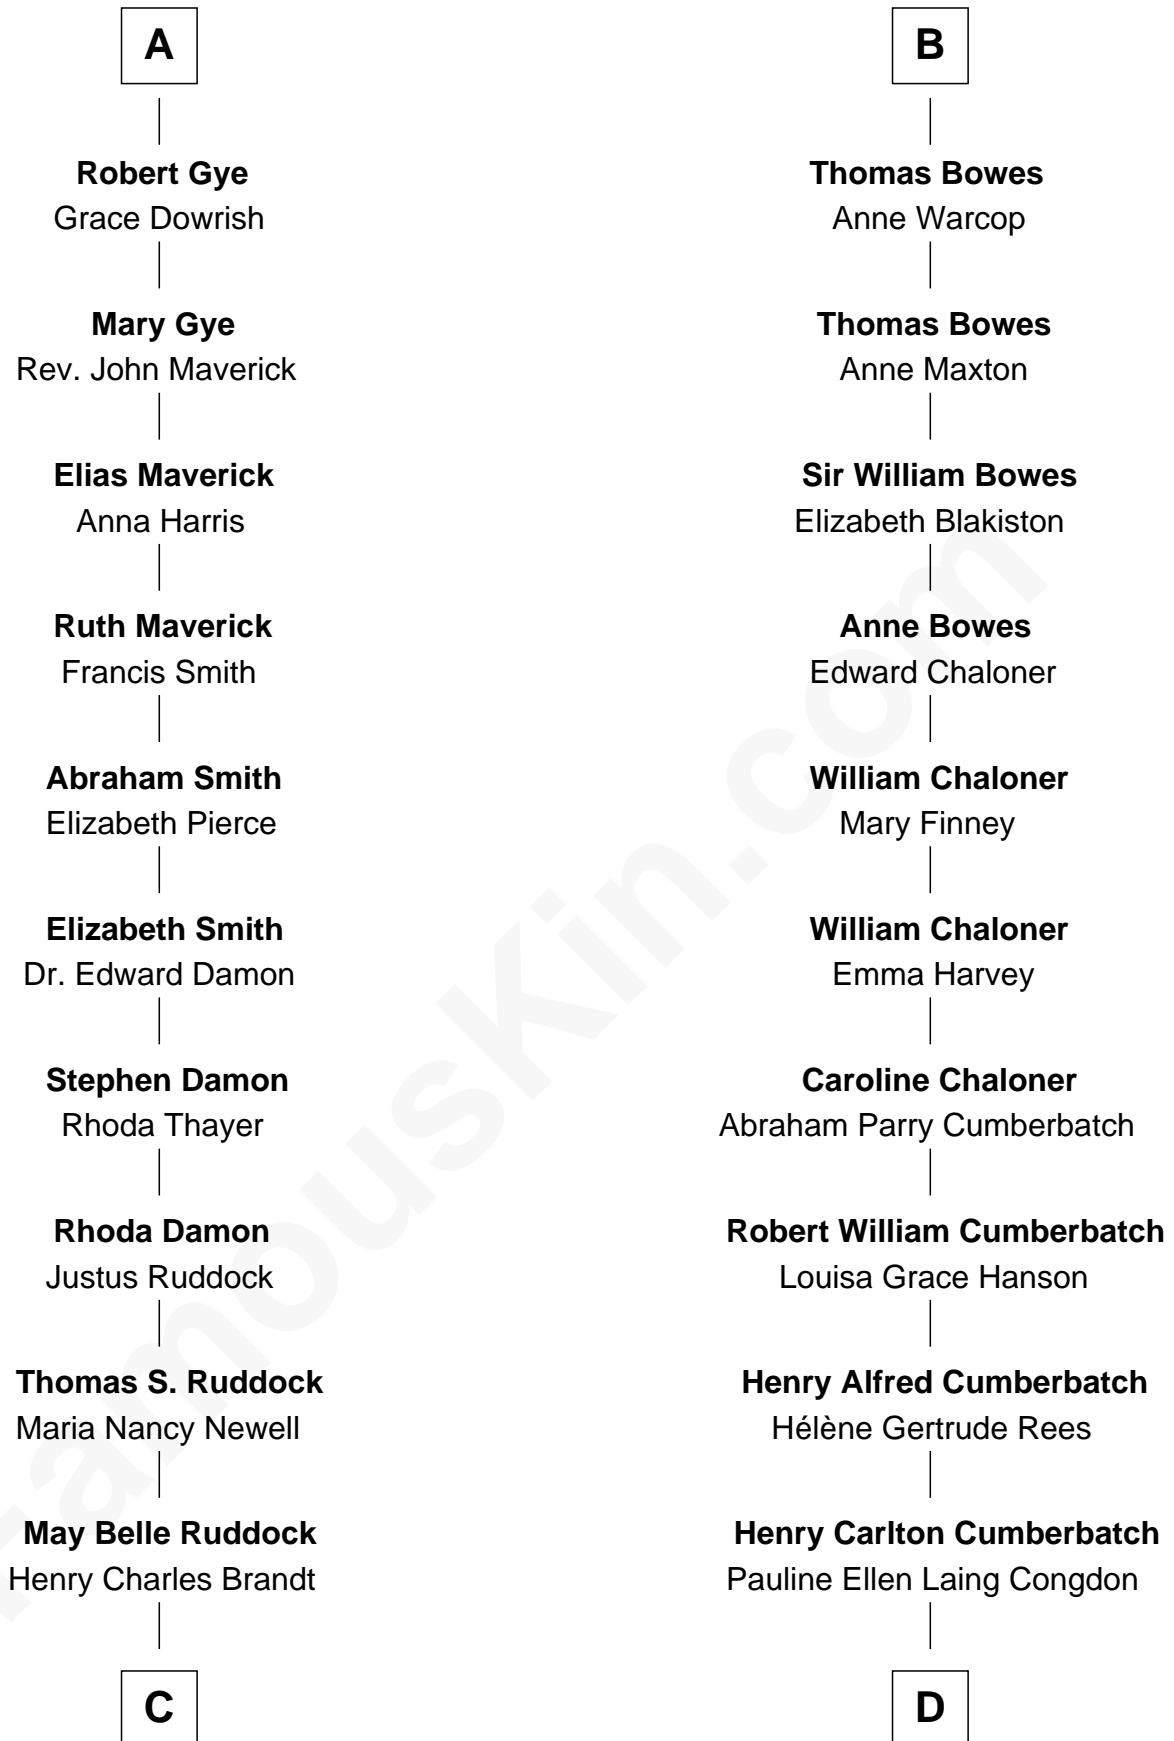 A
Robert Gye
Grace Dowrish
Mary Gye
Rev. John Maverick
Elias Maverick
Anna Harris
Ruth Maverick
Francis Smith
Abraham Smith
Elizabeth Pierce
Elizabeth Smith
Dr. Edward Damon
Stephen Damon
Rhoda Thayer
Rhoda Damon
Justus Ruddock
Thomas S. Ruddock
Maria Nancy Newell
May Belle Ruddock
Henry Charles Brandt
C
B
Thomas Bowes
Anne Warcop
Thomas Bowes
Anne Maxton
Sir William Bowes
Elizabeth Blakiston
Anne Bowes
Edward Chaloner
William Chaloner
Mary Finney
William Chaloner
Emma Harvey
Caroline Chaloner
Abraham Parry Cumberbatch
Robert William Cumberbatch
Louisa Grace Hanson
Henry Alfred Cumberbatch
Hélène Gertrude Rees
Henry Carlton Cumberbatch
Pauline Ellen Laing Congdon
D
FamousKin.com